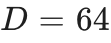 D = 64